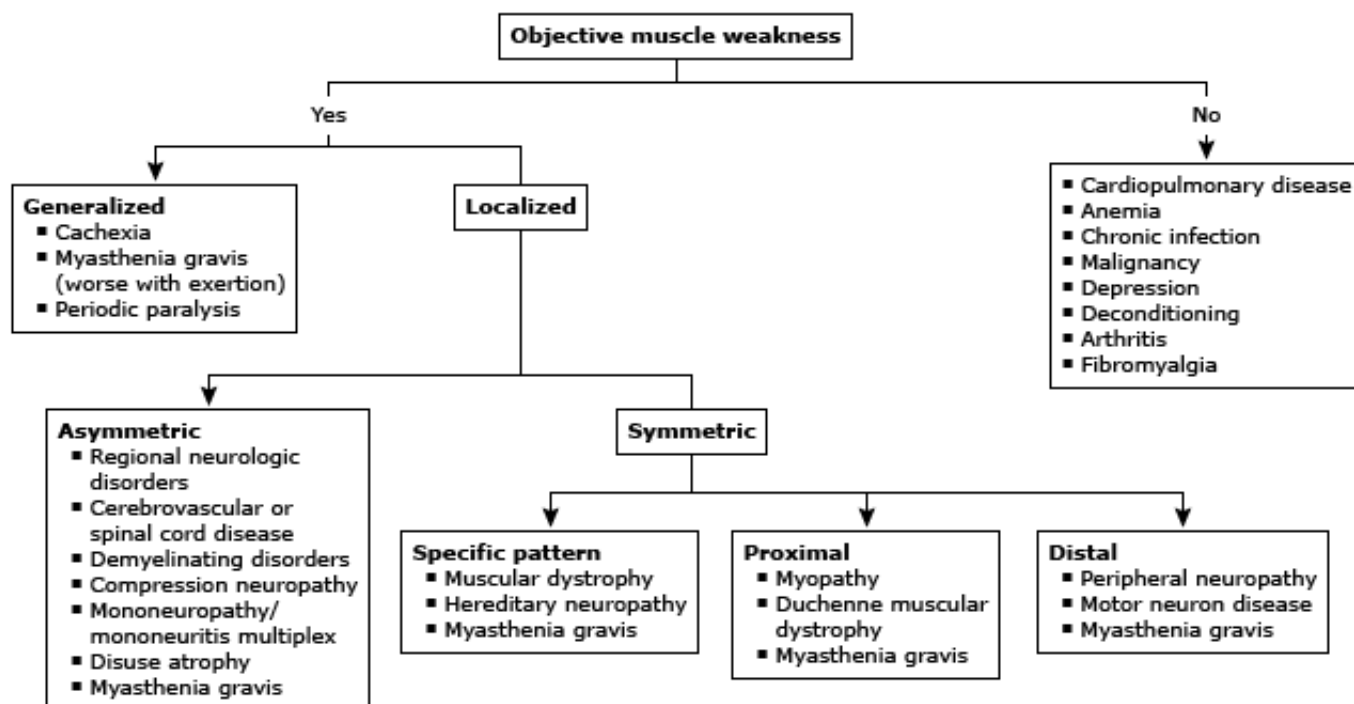 Objective muscle weakness
Yes
No
Generalized
▪ Cachexia
▪ Myasthenia gravis
(worse with exertion)
▪ Periodic paralysis
Localized
▪ Cardiopulmonary disease
▪ Anemia
▪ Chronic infection
▪ Malignancy
▪ Depression
▪ Deconditioning
▪ Arthritis
▪ Fibromyalgia
Asymmetric
▪ Regional neurologic
disorders
▪ Cerebrovascular or
spinal cord disease
▪ Demyelinating disorders
▪ Compression neuropathy
▪ Mononeuropathy/
mononeuritis multiplex
▪ Disuse atrophy
▪ Myasthenia gravis
Symmetric
Specific pattern
▪ Muscular dystrophy
▪ Hereditary neuropathy
▪ Myasthenia gravis
Proximal
▪ Myopathy
▪ Duchenne muscular
dystrophy
▪ Myasthenia gravis
Distal
▪ Peripheral neuropathy
▪ Motor neuron disease
▪ Myasthenia gravis